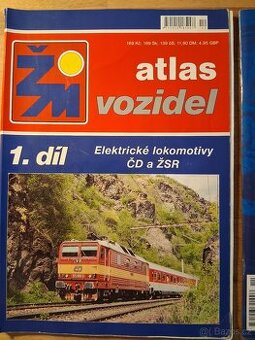 ŽM
atlas
vozidel
1. díl
Elektrické lokomotivy
ČD a ŽSR